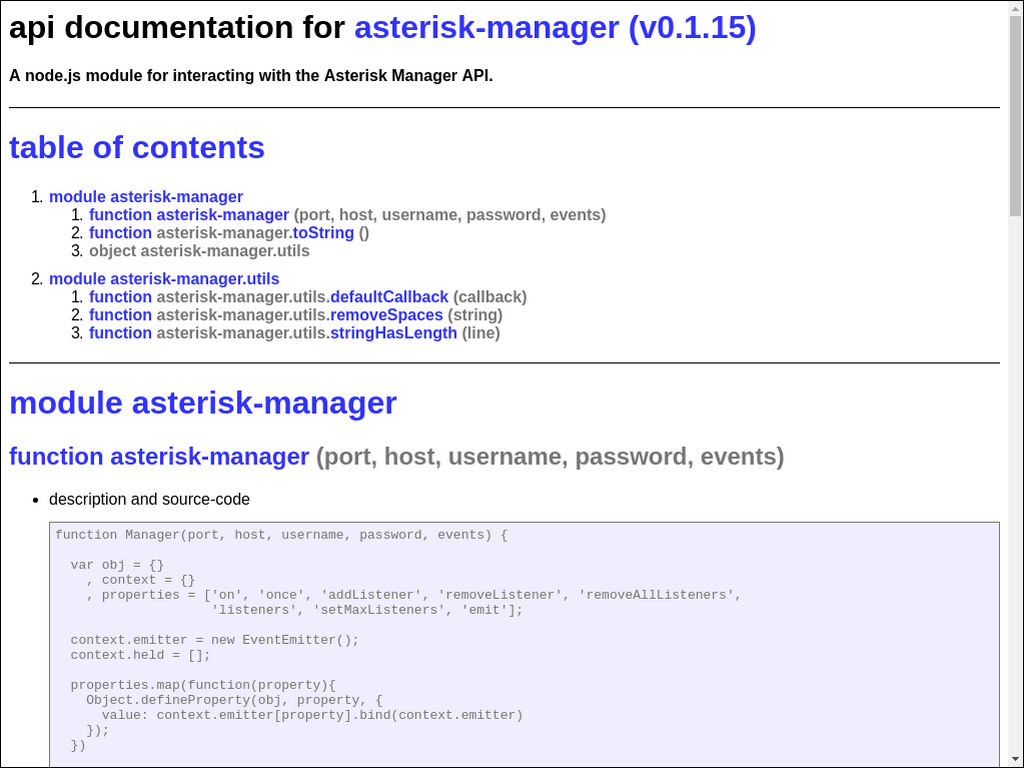 api documentation for asterisk-manager (v0.1.15)
A node.js module for interacting with the Asterisk Manager API.
table of contents
1. module asterisk-manager
1. function asterisk-manager (port, host, username, password, events)
2. function asterisk-manager.toString ()
3. object asterisk-manager.utils
2. module asterisk-manager.utils
1. function asterisk-manager.utils.defaultCallback (callback)
2. function asterisk-manager.utils.removeSpaces (string)
3. function asterisk-manager.utils.stringHasLength (line)
module asterisk-manager
function asterisk-manager (port, host, username, password, events)
• description and source-code
function Manager(port, host, username, password, events) {
  var obj = {}
    , context = {}
    , properties = ['on', 'once', 'addListener', 'removeListener', 'removeAllListeners',
                    'listeners', 'setMaxListeners', 'emit'];
  context.emitter = new EventEmitter();
  context.held = [];
  properties.map(function(property){
    Object.defineProperty(obj, property, {
      value: context.emitter[property].bind(context.emitter)
    });
  })